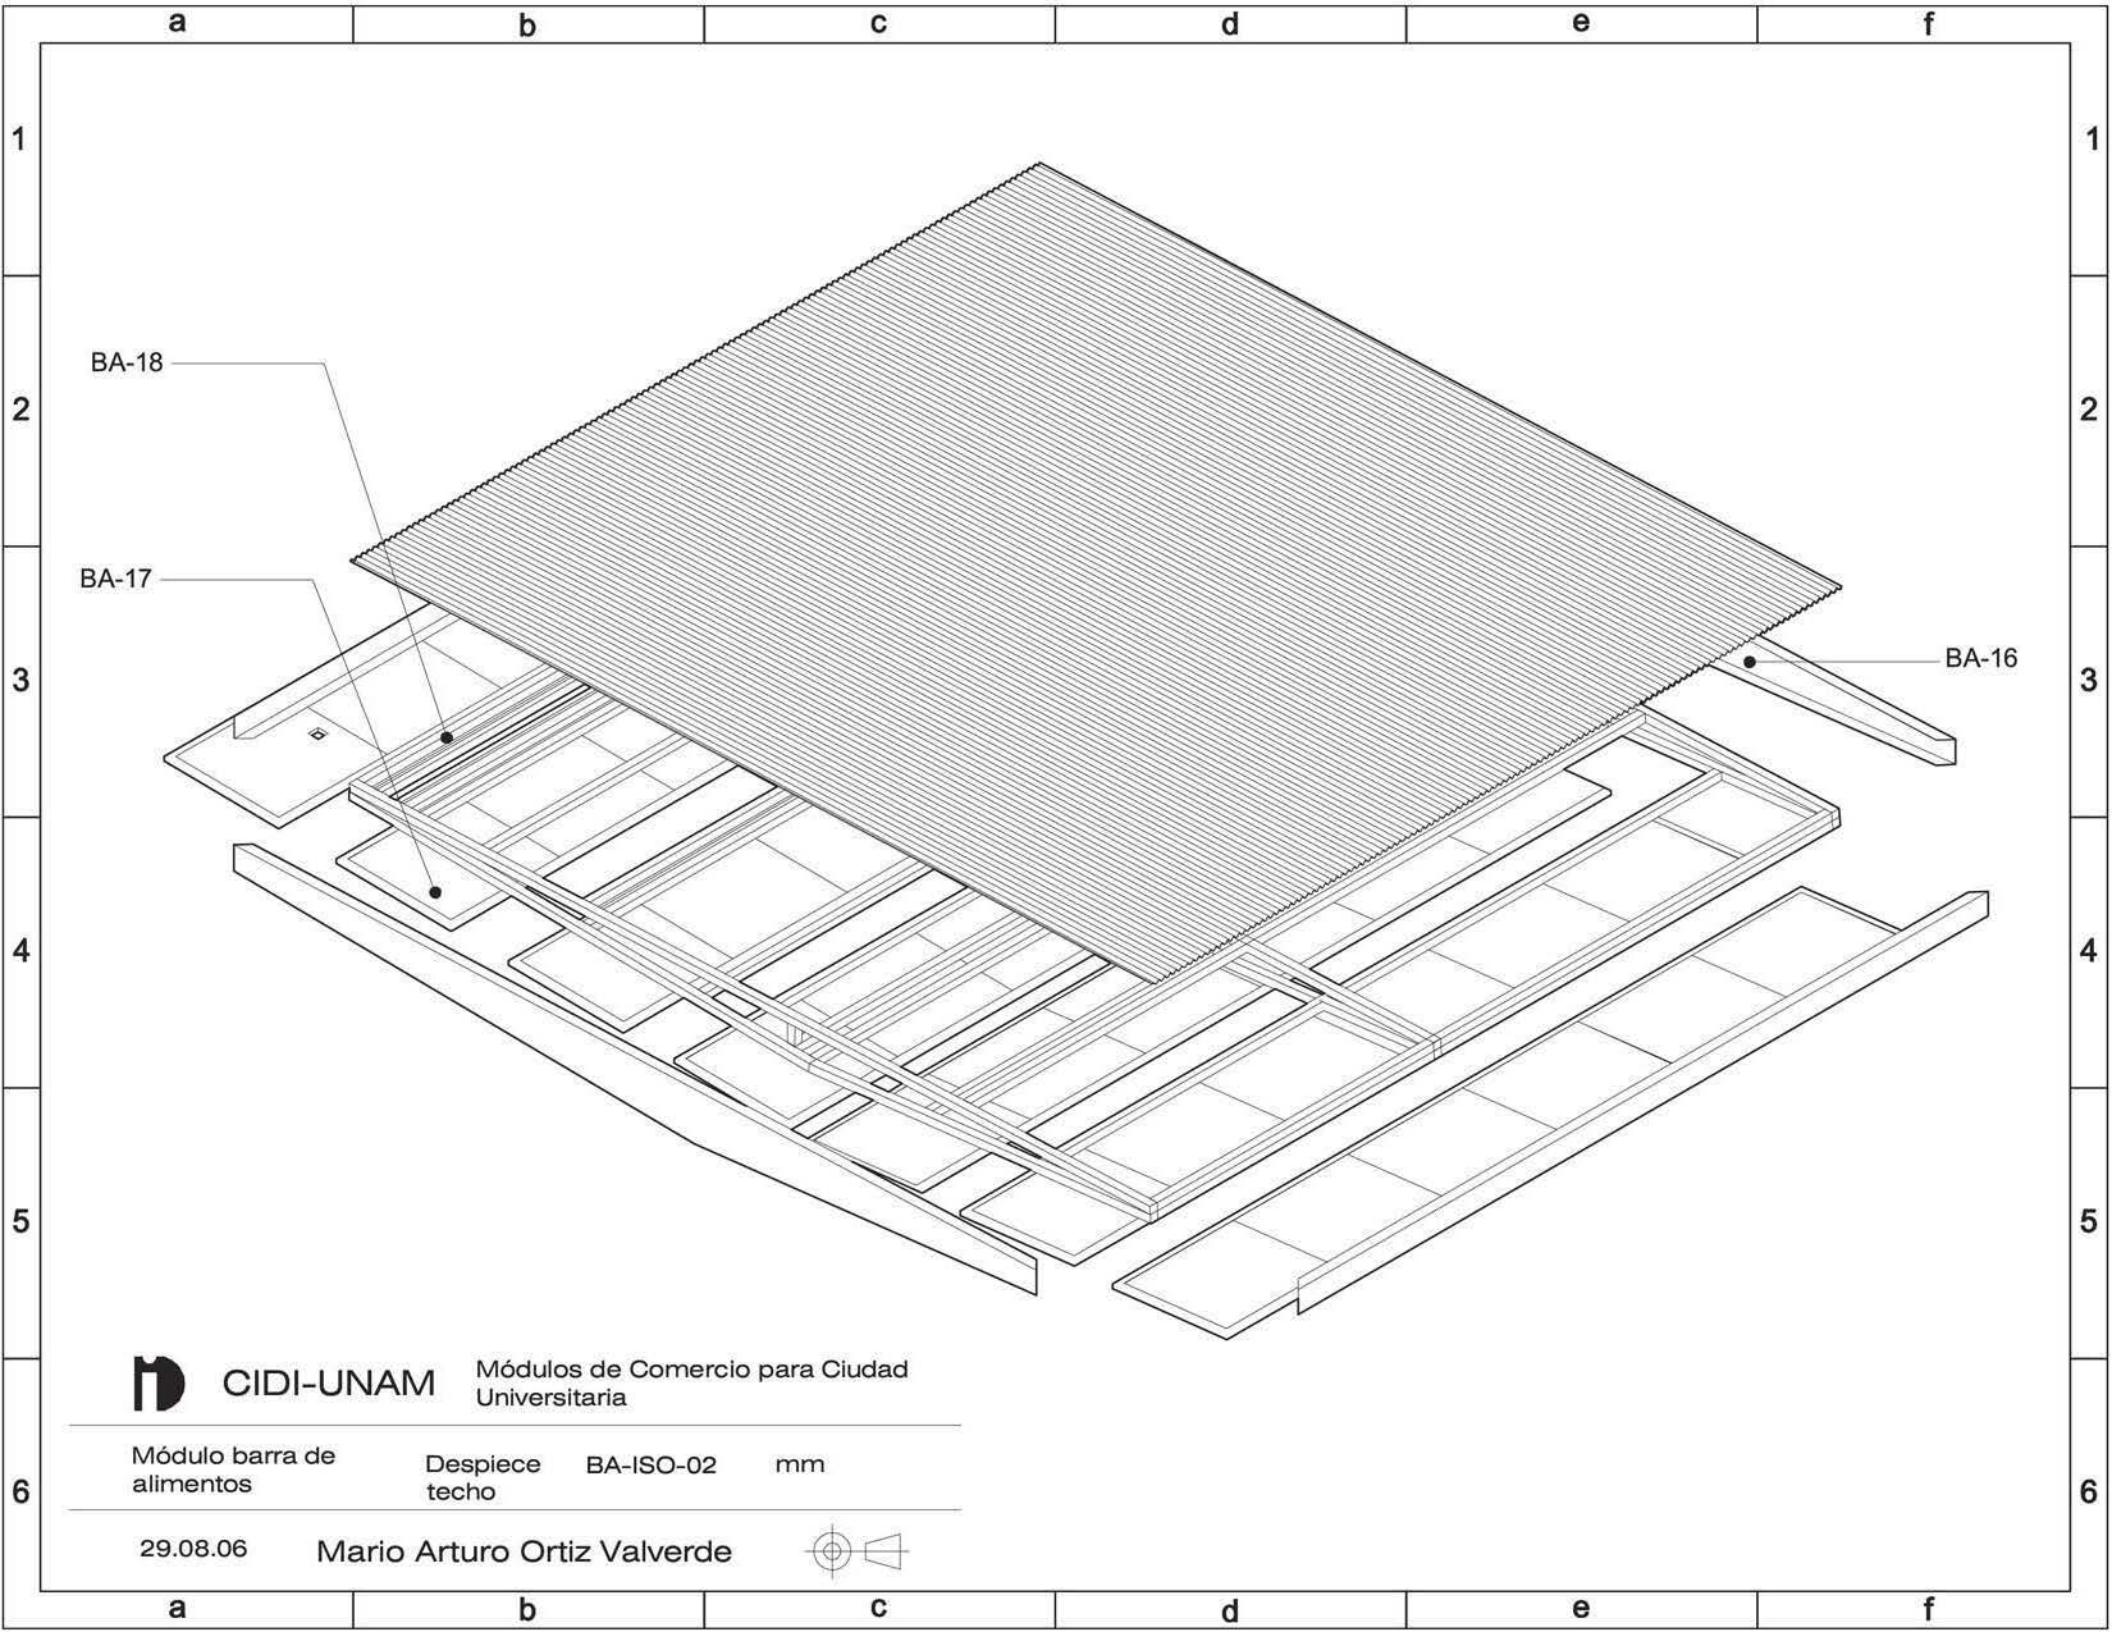 a b c d e f
1 1
2 2
BA-18
BA-17
3 3
BA-16
4 4
5 5
CIDI-UNAM
Módulos de Comercio para Ciudad
Universitaria
Módulo barra de
alimentos
Despiece
techo
BA-ISO-02
mm
6 6
29.08.06
Mario Arturo Ortiz Valverde
a b c d e f